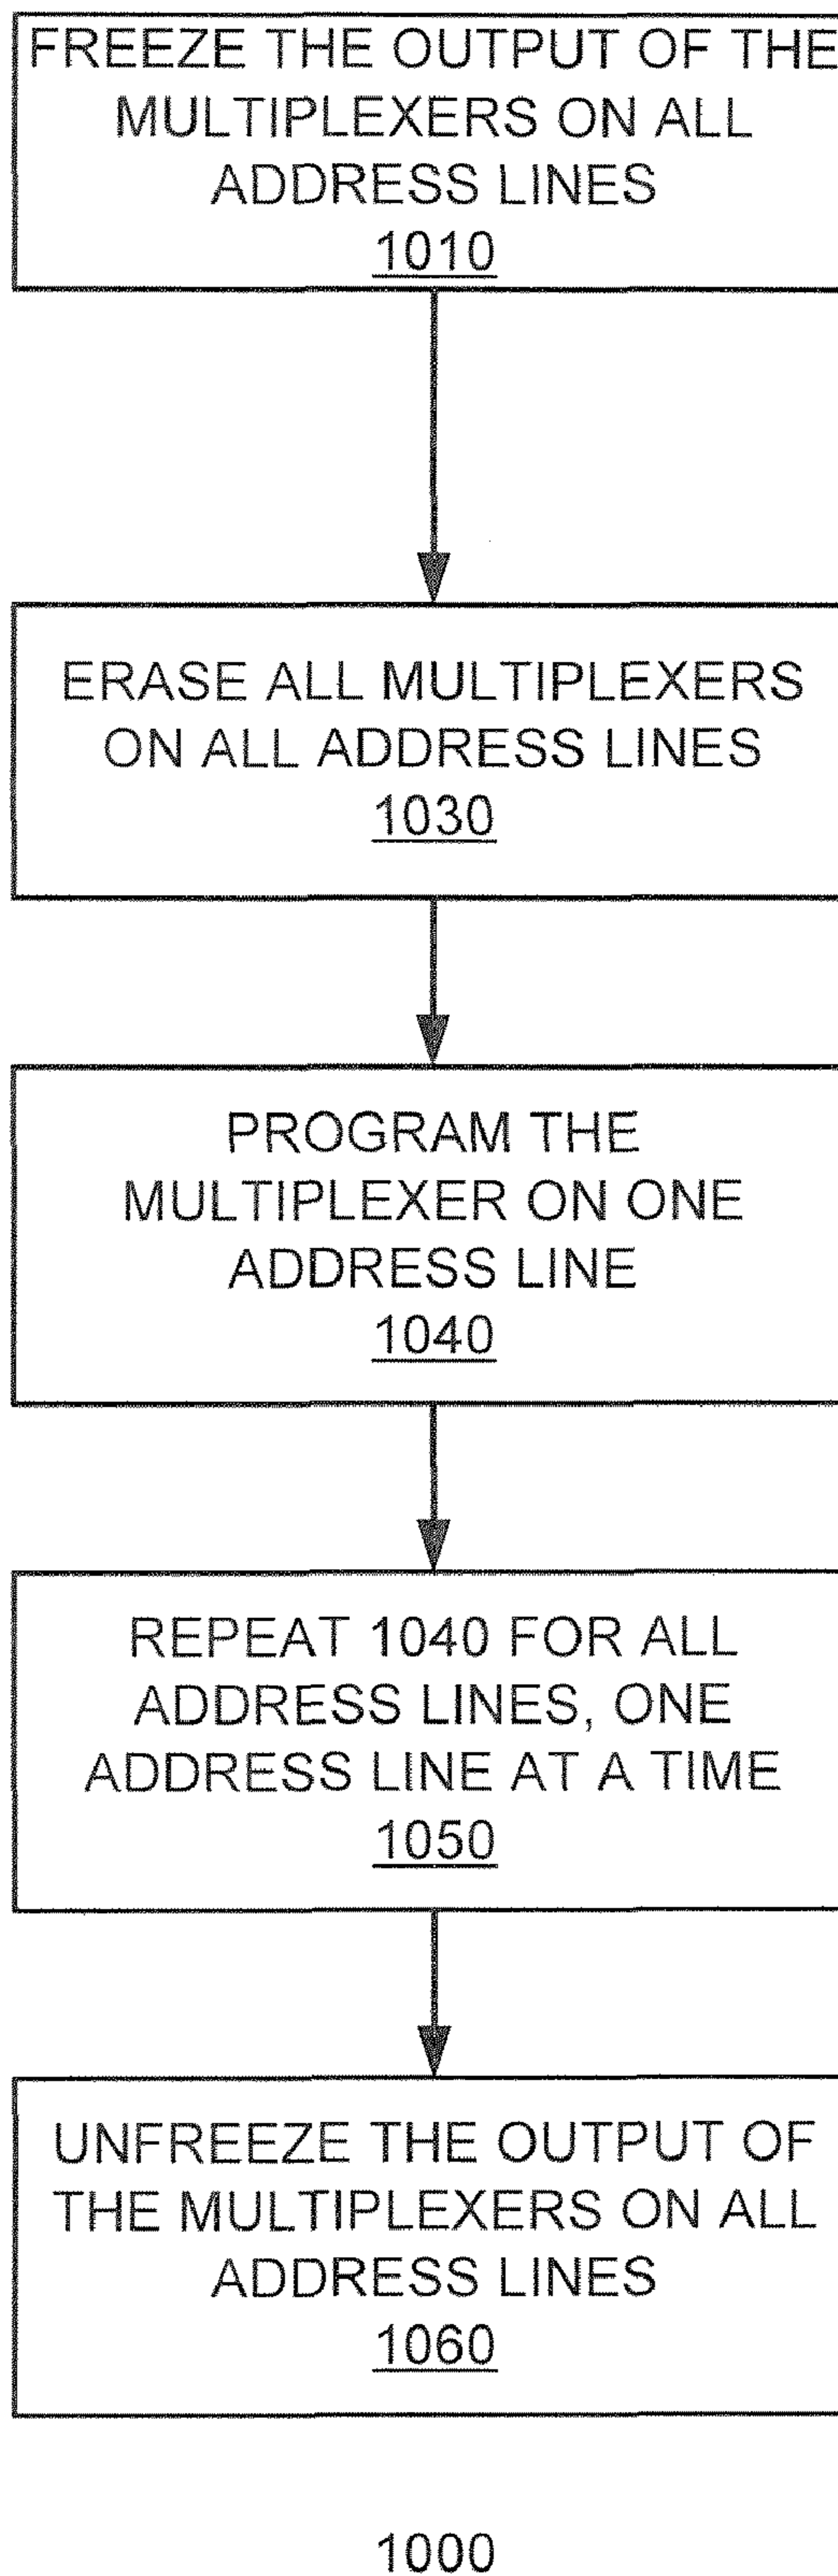 FREEZE THE OUTPUT OF THE
MULTIPLEXERS ON ALL
ADDRESS LINES
1010
ERASE ALL MULTIPLEXERS
ON ALL ADDRESS LINES
1030
PROGRAM THE
MULTIPLEXER ON ONE
ADDRESS LINE
1040
REPEAT 1040 FOR ALL
ADDRESS LINES, ONE
ADDRESS LINE AT A TIME
1050
UNFREEZE THE OUTPUT OF
THE MULTIPLEXERS ON ALL
ADDRESS LINES
1060
1000